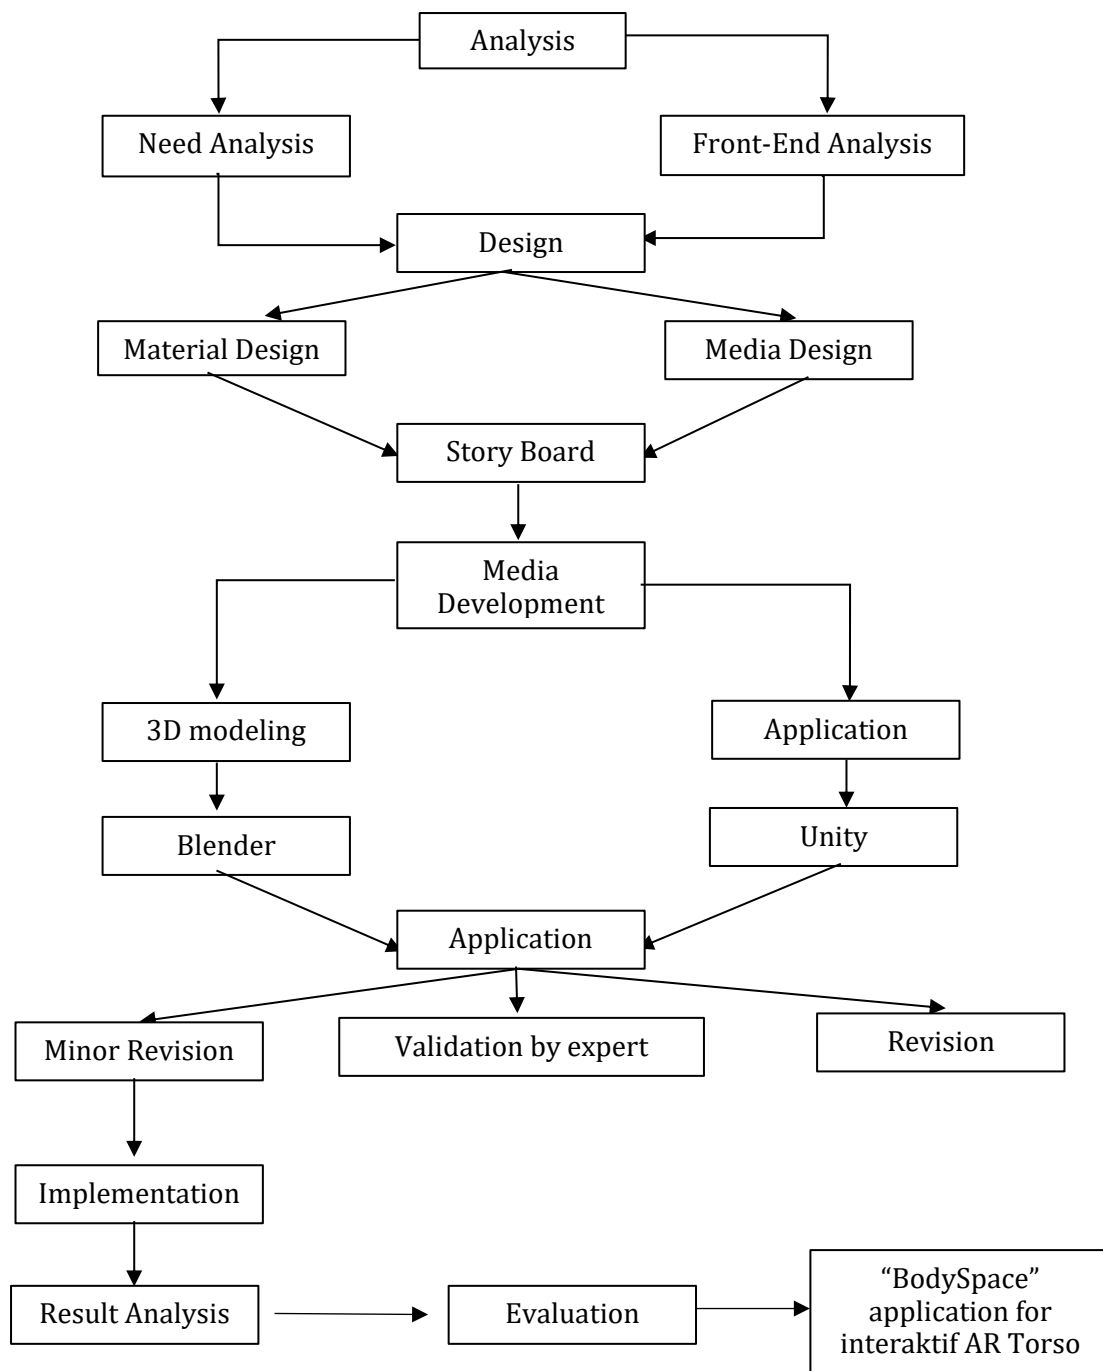 Analysis
Need Analysis
Front-End Analysis
Design
Material Design
Media Design
Story Board
Media
Development
3D modeling
Application
Blender
Unity
Application
Minor Revision
Validation by expert
Revision
Implementation
Result Analysis
Evaluation
“BodySpace”
application for
interaktif AR Torso